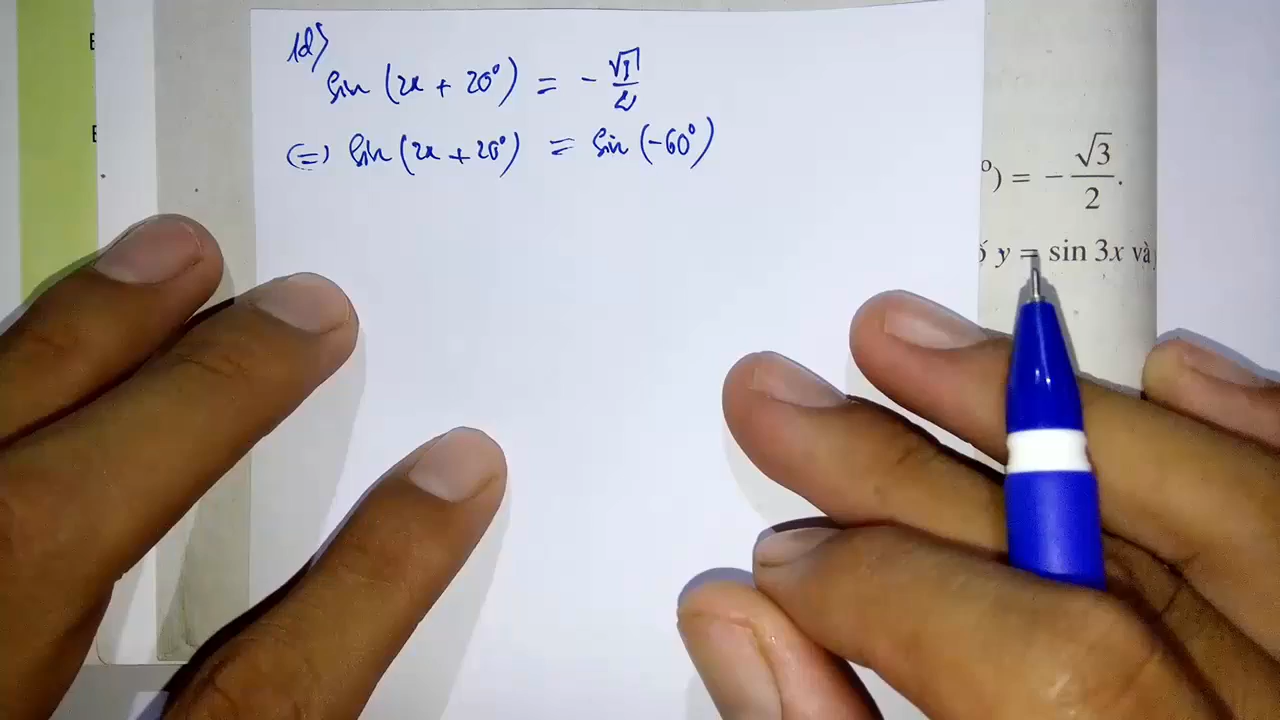 1d)
sin (2x + 20°) = - √3/2
(=) sin (2x + 20°) = sin (-60°)
°) = - √3/2.
ố y = sin 3x và